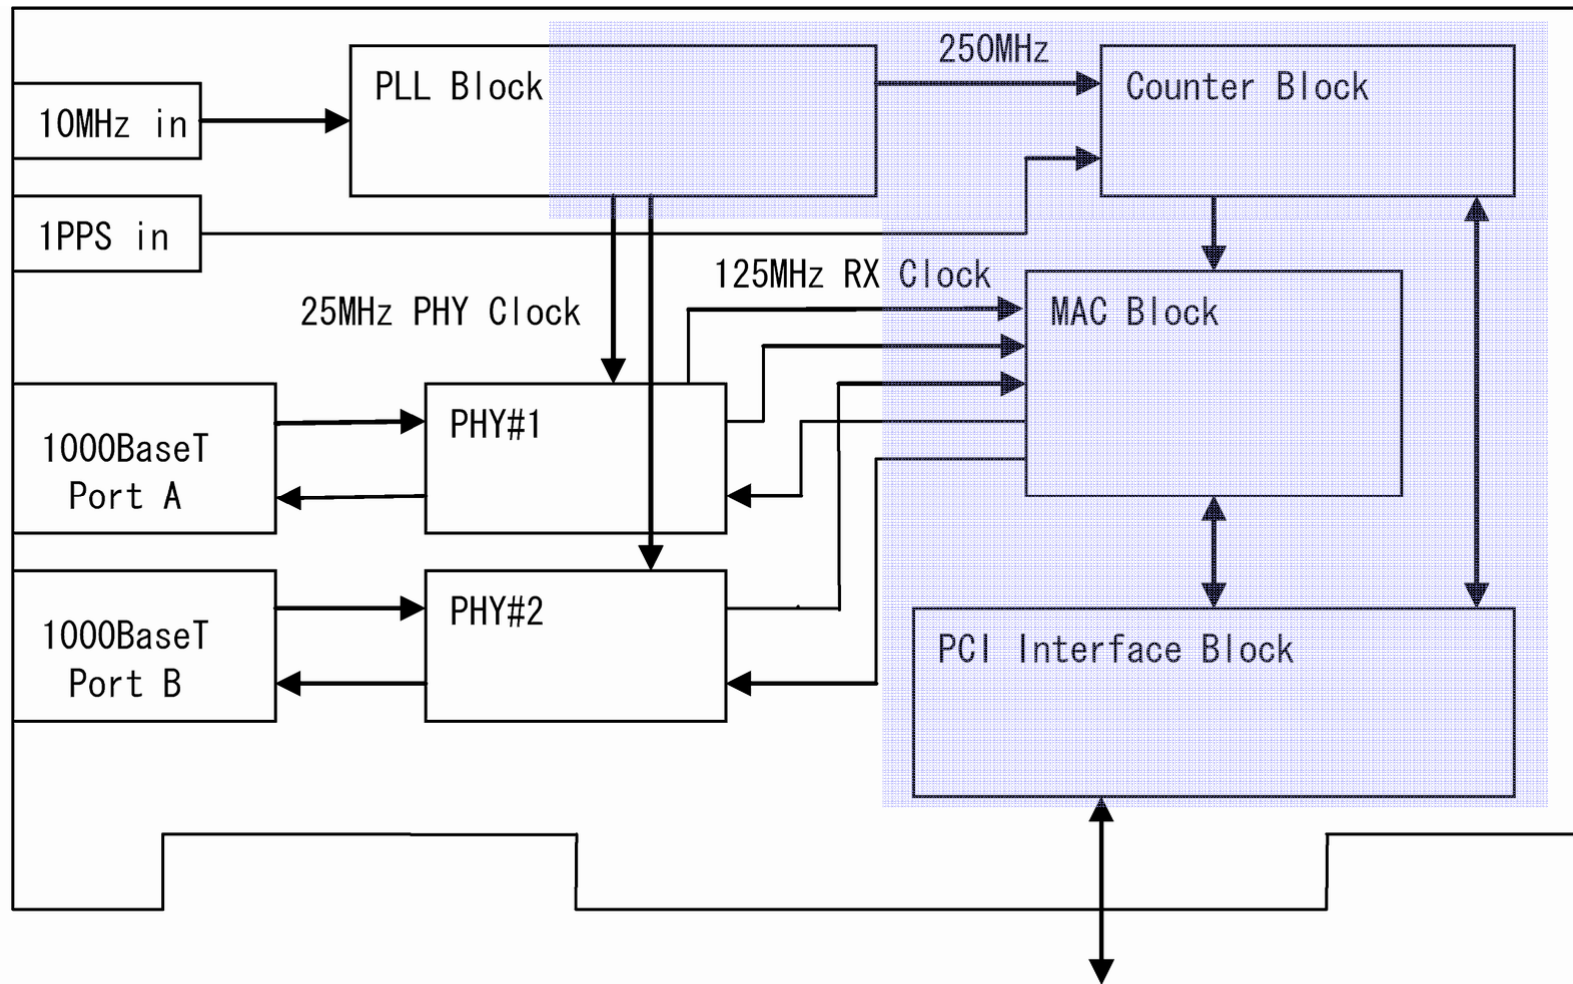 250MHz
PLL Block
Counter Block
10MHz in
1PPS in
125MHz RX Clock
25MHz PHY Clock
MAC Block
PHY#1
1000BaseT
Port A
PHY#2
1000BaseT
Port B
PCI Interface Block